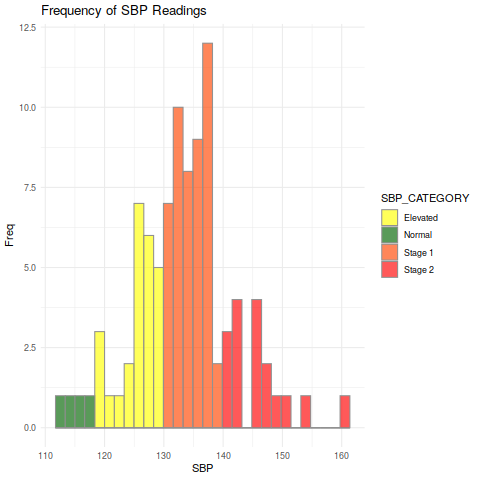 Frequency of SBP Readings
12.5
10.0
7.5
5.0
2.5
0.0
Freq
110 120 130 140 150 160
SBP
SBP_CATEGORY
Elevated
Normal
Stage 1
Stage 2